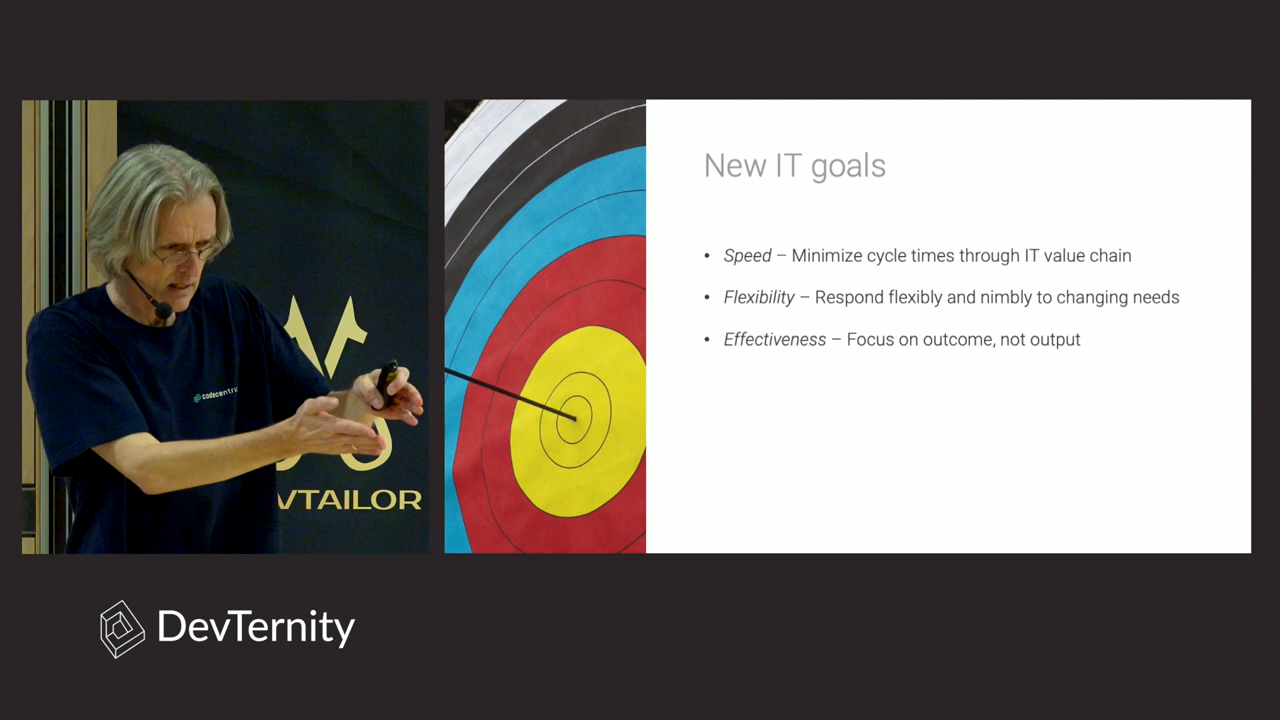 New IT goals
• Speed – Minimize cycle times through IT value chain
• Flexibility – Respond flexibly and nimbly to changing needs
• Effectiveness – Focus on outcome, not output
codecentric
VTAILOR
DevTernity